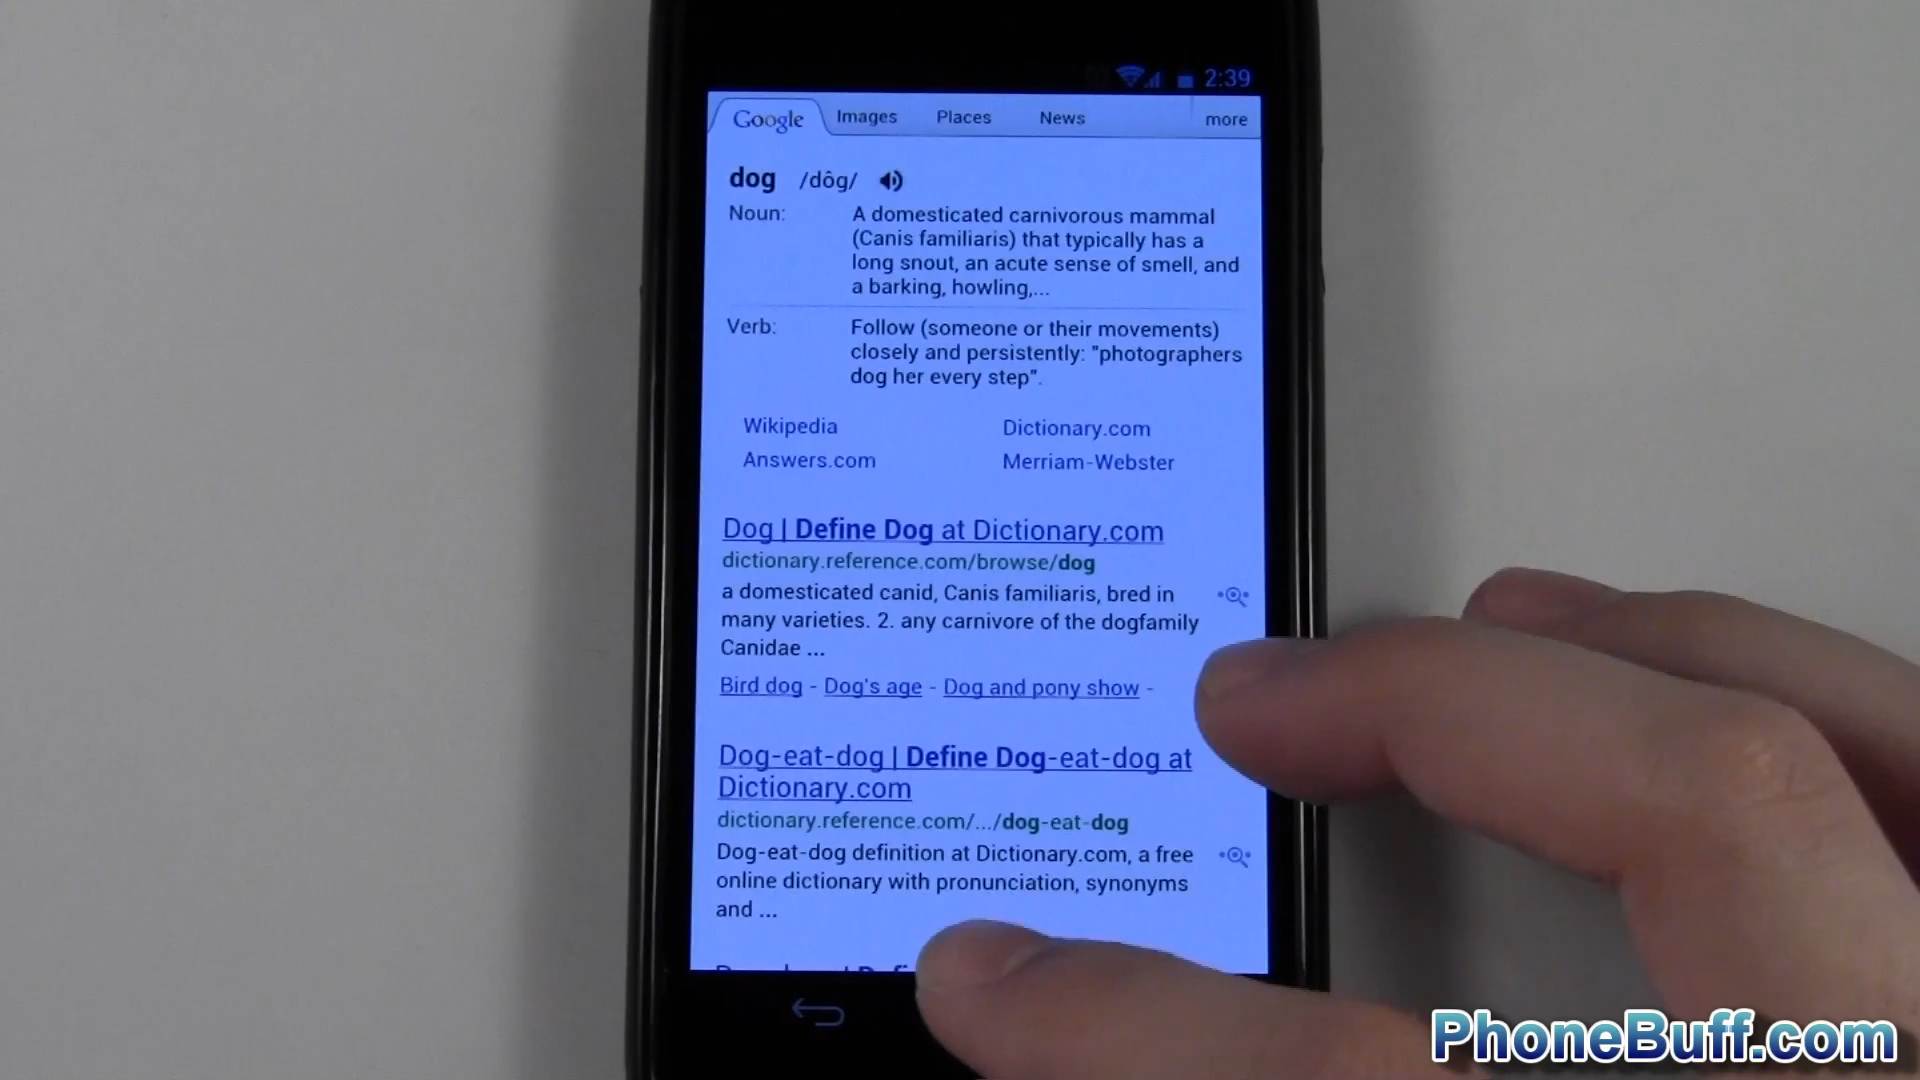 2:39
Google Images Places News more
dog /dôg/
Noun: A domesticated carnivorous mammal
(Canis familiaris) that typically has a
long snout, an acute sense of smell, and
a barking, howling,...
Verb: Follow (someone or their movements)
closely and persistently: "photographers
dog her every step".
Wikipedia Dictionary.com
Answers.com Merriam-Webster
Dog | Define Dog at Dictionary.com
dictionary.reference.com/browse/dog
a domesticated canid, Canis familiaris, bred in
many varieties. 2. any carnivore of the dogfamily
Canidae ...
Bird dog - Dog's age - Dog and pony show -
Dog-eat-dog | Define Dog-eat-dog at
Dictionary.com
dictionary.reference.com/.../dog-eat-dog
Dog-eat-dog definition at Dictionary.com, a free
online dictionary with pronunciation, synonyms
and ...
PhoneBuff.com